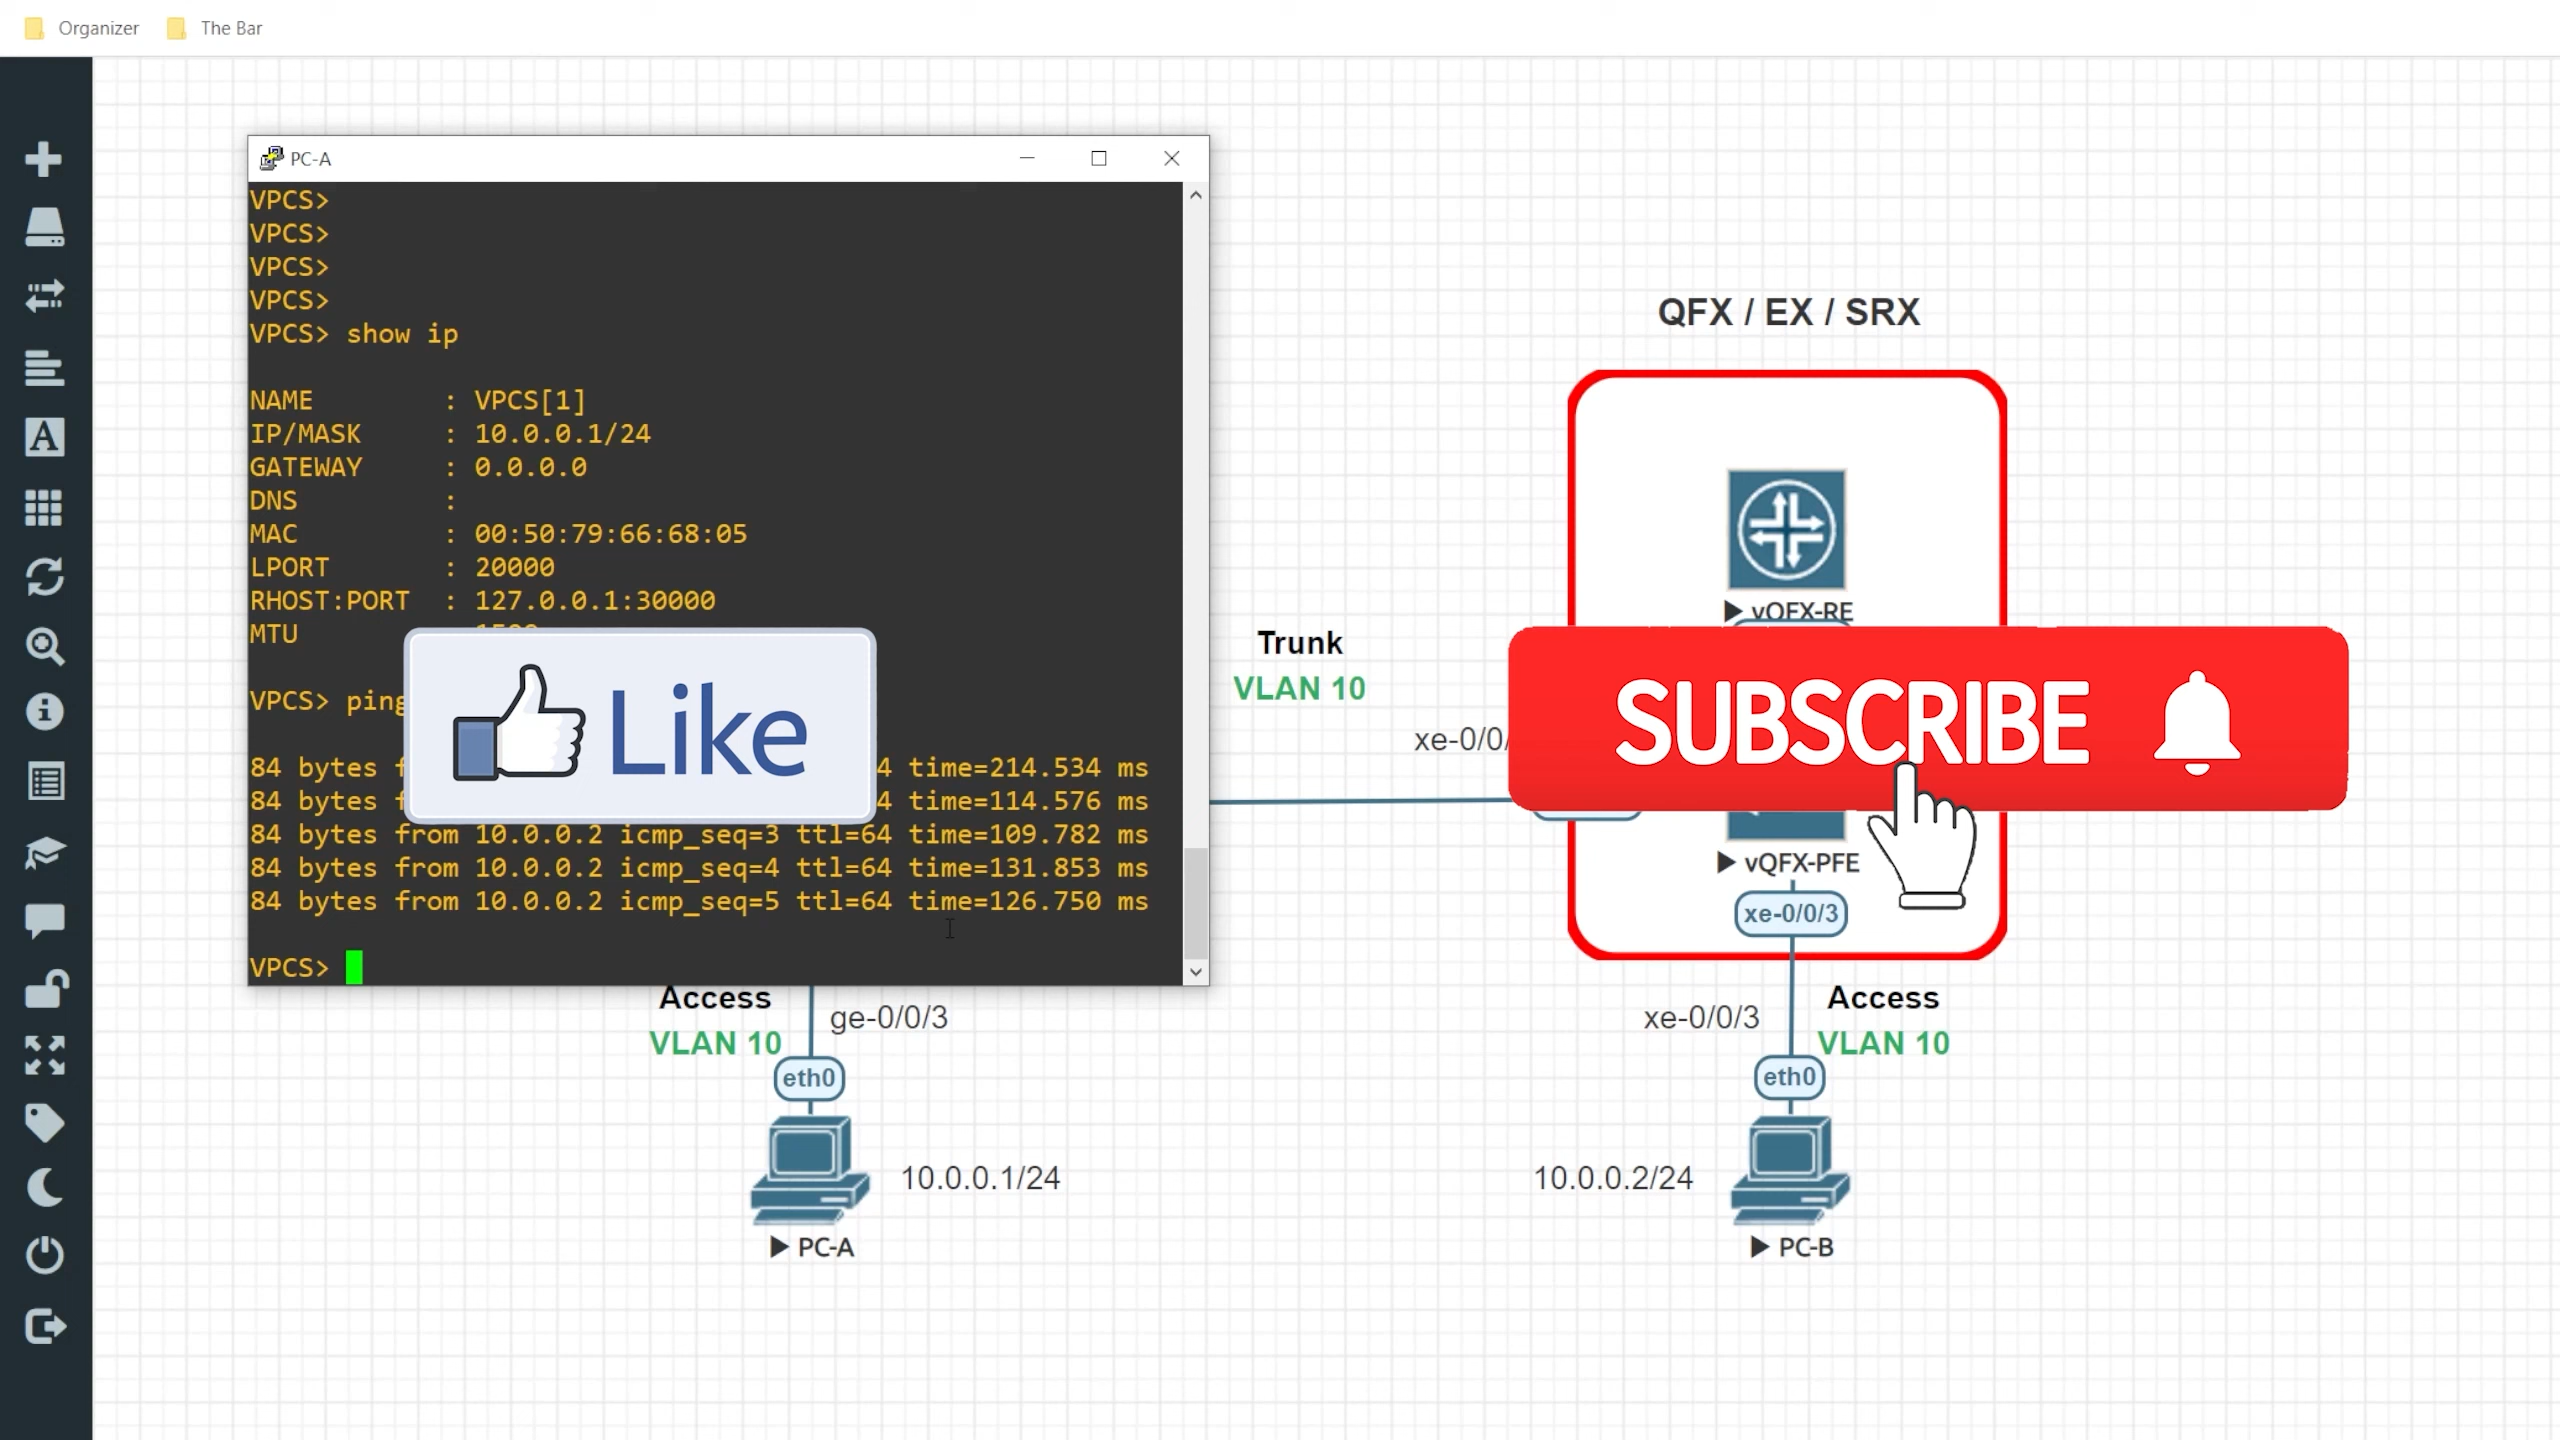 Organizer
The Bar
PC-A
VPCS>
VPCS>
VPCS>
VPCS>
VPCS> show ip
NAME : VPCS[1]
IP/MASK : 10.0.0.1/24
GATEWAY : 0.0.0.0
DNS :
MAC : 00:50:79:66:68:05
LPORT : 20000
RHOST:PORT : 127.0.0.1:30000
MTU
VPCS> ping
84 bytes time=214.534 ms
84 bytes time=114.576 ms
84 bytes from 10.0.0.2 icmp_seq=3 ttl=64 time=109.782 ms
84 bytes from 10.0.0.2 icmp_seq=4 ttl=64 time=131.853 ms
84 bytes from 10.0.0.2 icmp_seq=5 ttl=64 time=126.750 ms
VPCS>
Like
QFX / EX / SRX
vQFX-RE
Trunk
VLAN 10
xe-0/0/
SUBSCRIBE
vQFX-PFE
xe-0/0/3
Access
VLAN 10
ge-0/0/3
eth0
10.0.0.1/24
PC-A
xe-0/0/3
Access
VLAN 10
eth0
10.0.0.2/24
PC-B